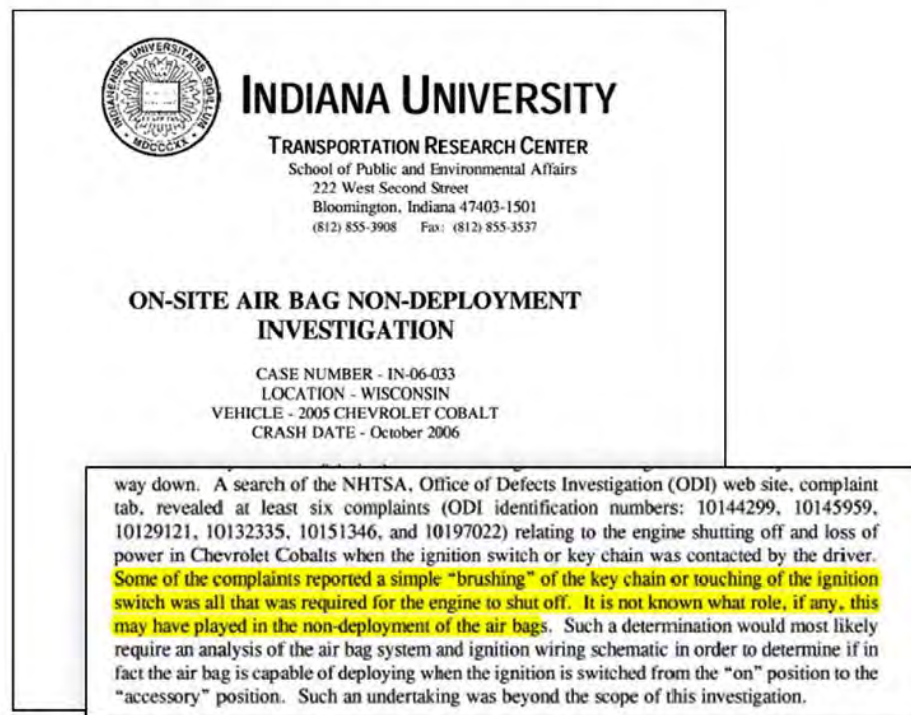 INDIANENSIS UNIVERSITATIS SIGILLUM
MDCCCXX
INDIANA UNIVERSITY
TRANSPORTATION RESEARCH CENTER
School of Public and Environmental Affairs
222 West Second Street
Bloomington, Indiana 47403-1501
(812) 855-3908 Fax: (812) 855-3537
ON-SITE AIR BAG NON-DEPLOYMENT
INVESTIGATION
CASE NUMBER - IN-06-033
LOCATION - WISCONSIN
VEHICLE - 2005 CHEVROLET COBALT
CRASH DATE - October 2006
way down. A search of the NHTSA, Office of Defects Investigation (ODI) web site, complaint
tab, revealed at least six complaints (ODI identification numbers: 10144299, 10145959,
10129121, 10132335, 10151346, and 10197022) relating to the engine shutting off and loss of
power in Chevrolet Cobalts when the ignition switch or key chain was contacted by the driver.
Some of the complaints reported a simple “brushing” of the key chain or touching of the ignition
switch was all that was required for the engine to shut off. It is not known what role, if any, this
may have played in the non-deployment of the air bags. Such a determination would most likely
require an analysis of the air bag system and ignition wiring schematic in order to determine if in
fact the air bag is capable of deploying when the ignition is switched from the “on” position to the
“accessory” position. Such an undertaking was beyond the scope of this investigation.